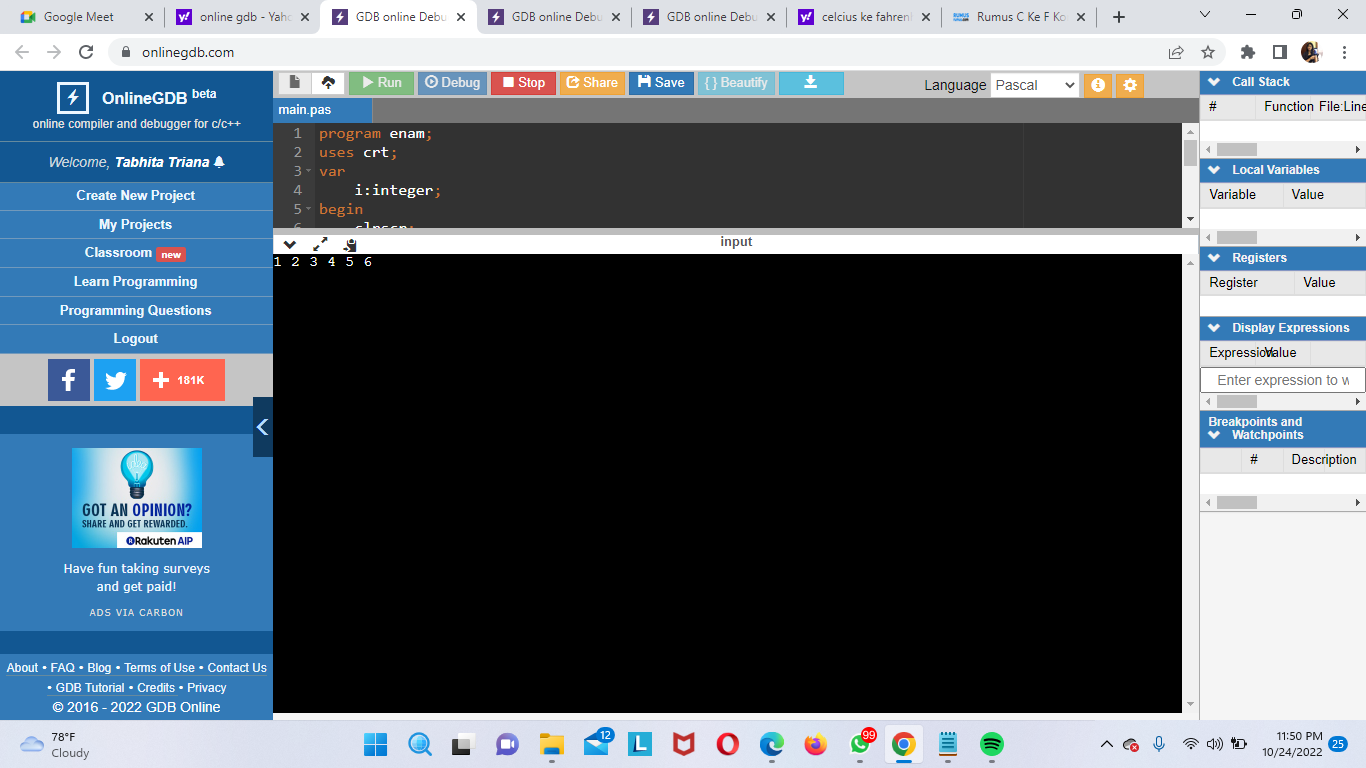 Google Meet
online gdb - Yaho
GDB online Debu
GDB online Debu
GDB online Debu
celcius ke fahrenh
Rumus C Ke F Ko
onlinegdb.com
OnlineGDB beta
online compiler and debugger for c/c++
Welcome, Tabhita Triana
Create New Project
My Projects
Classroom new
Learn Programming
Programming Questions
Logout
181K
GOT AN OPINION?
SHARE AND GET REWARDED.
Rakuten AIP
Have fun taking surveys
and get paid!
ADS VIA CARBON
About • FAQ • Blog • Terms of Use • Contact Us
• GDB Tutorial • Credits • Privacy
© 2016 - 2022 GDB Online
Run Debug Stop Share Save { } Beautify
Language Pascal
main.pas
1 program enam;
2 uses crt;
3 var
4 i:integer;
5 begin
6 clrscr;
input
1 2 3 4 5 6
Call Stack
# Function File:Line
Local Variables
Variable Value
Registers
Register Value
Display Expressions
Expression Value
Enter expression to w
Breakpoints and
Watchpoints
# Description
78°F
Cloudy
12
99
11:50 PM
10/24/2022
25